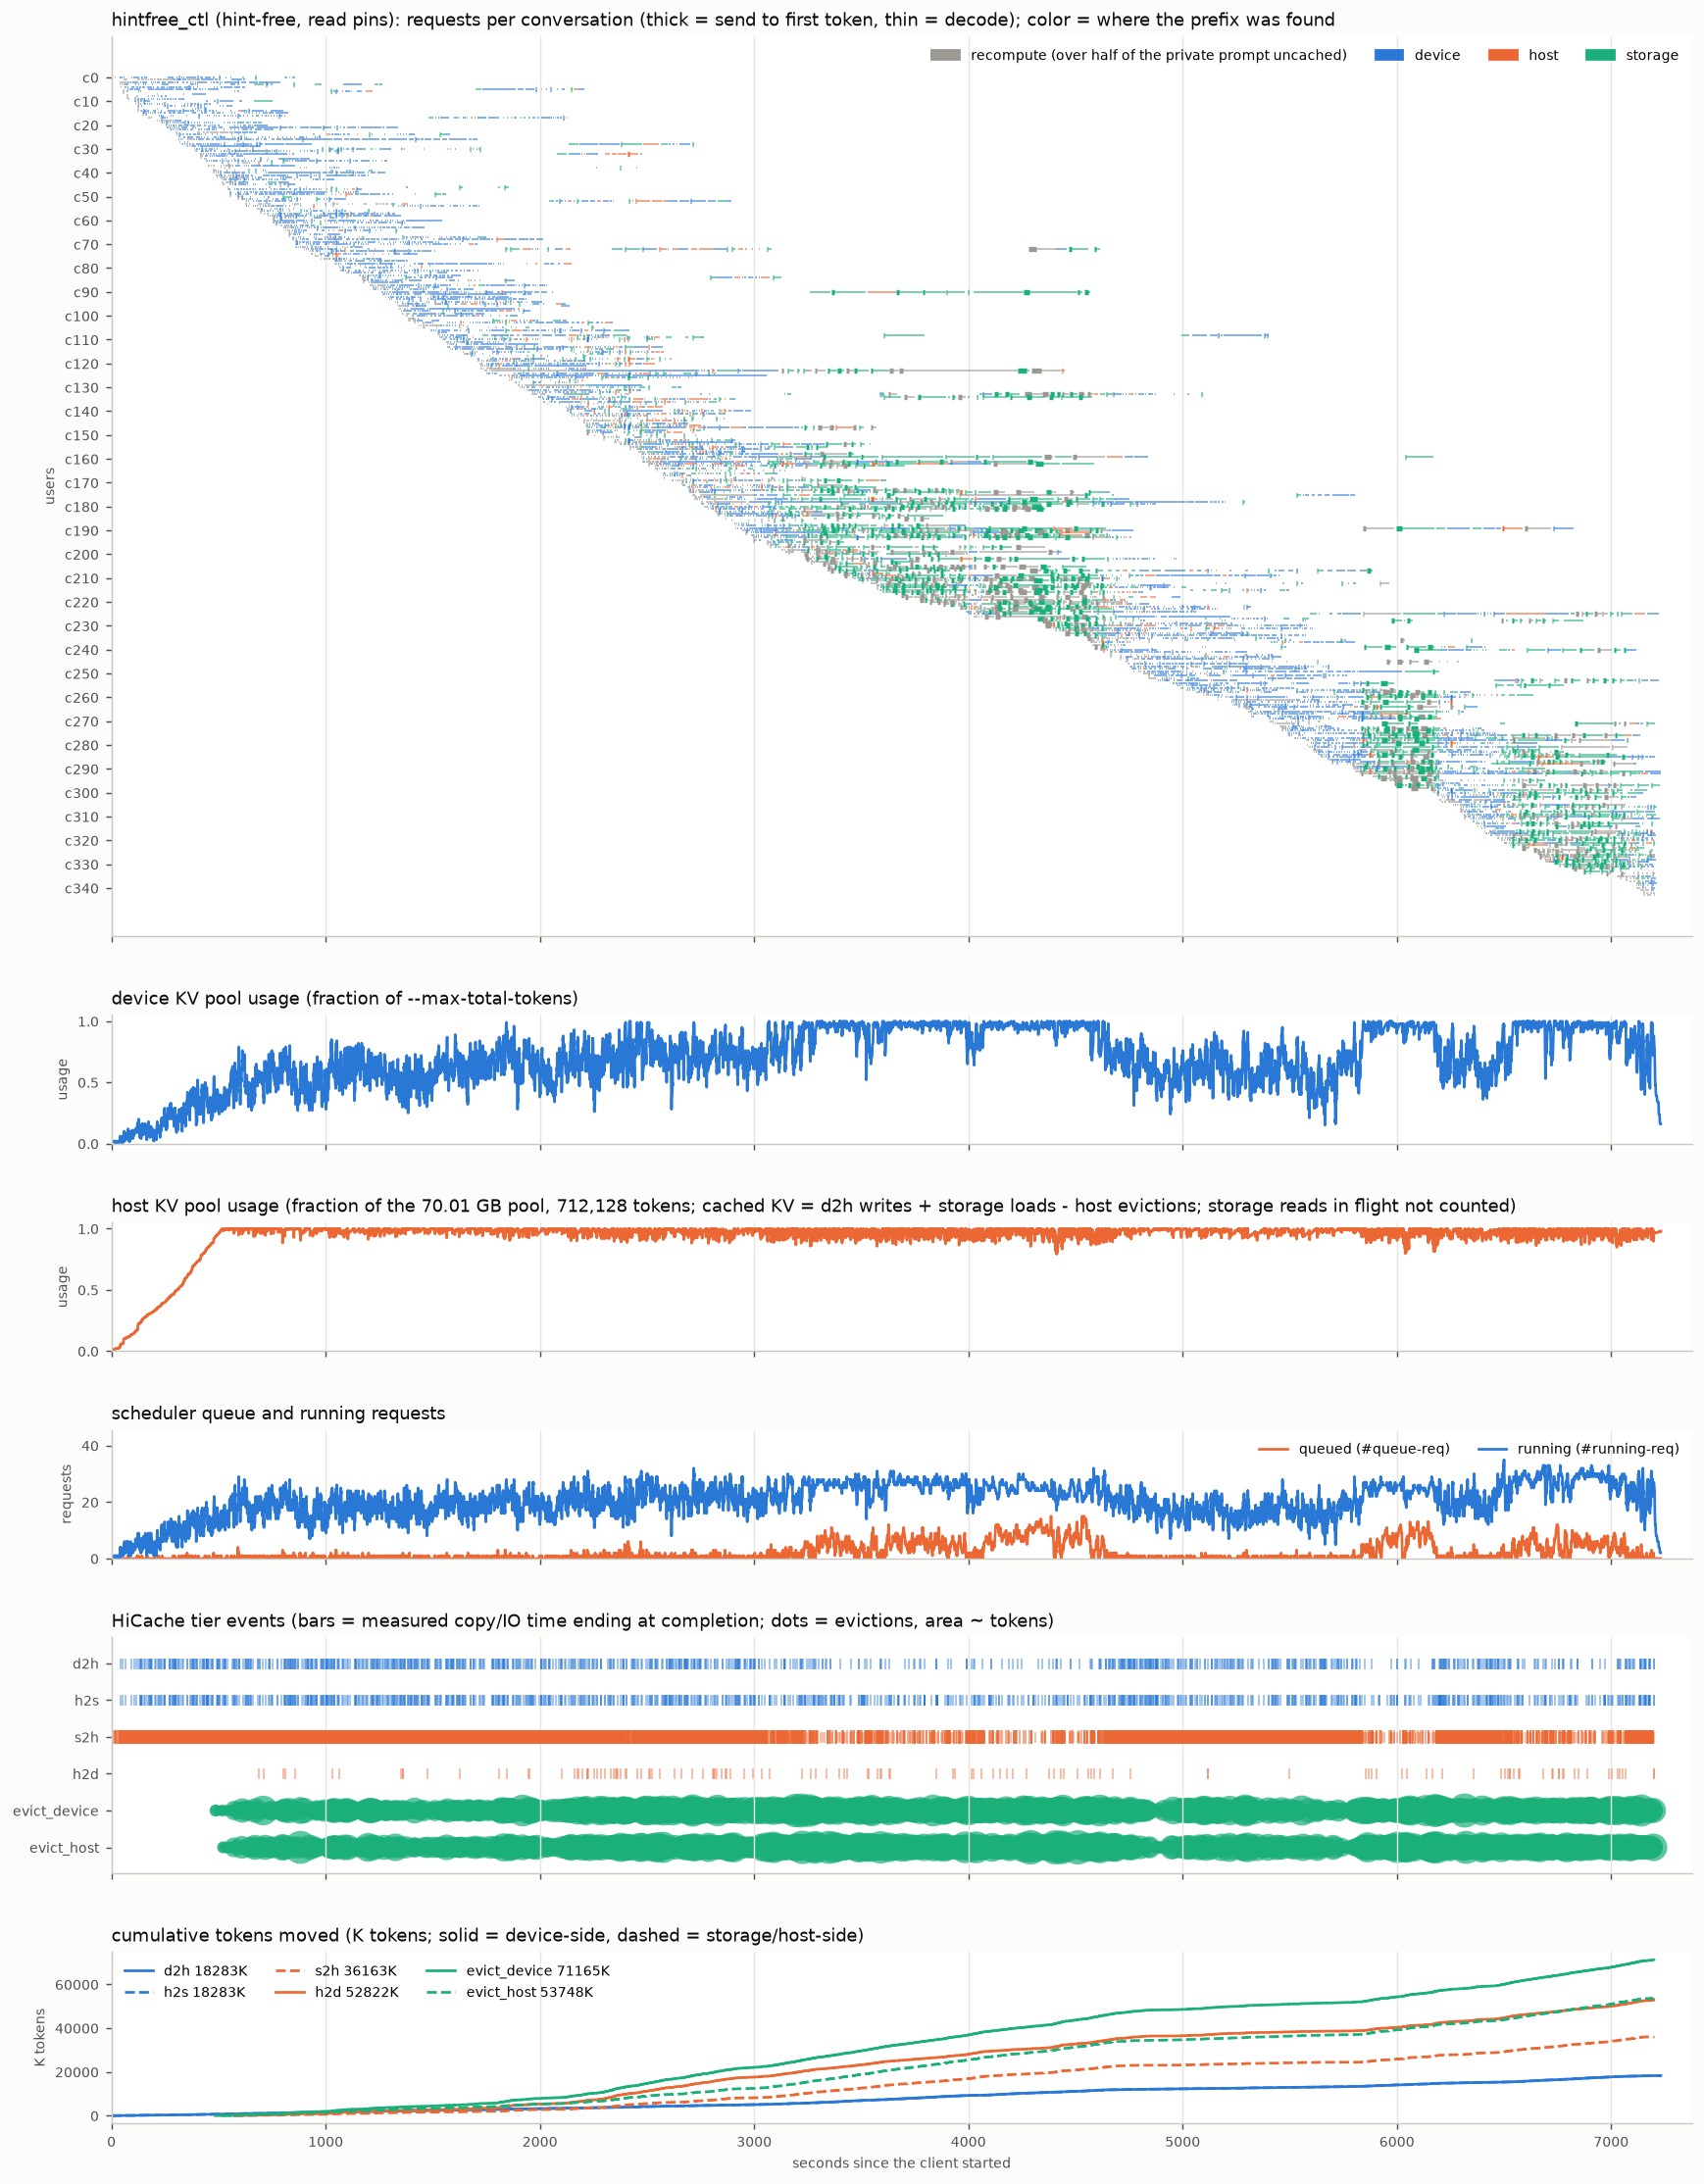 hintfree_ctl (hint-free, read pins): requests per conversation (thick = send to first token, thin = decode); color = where the prefix was found
recompute (over half of the private prompt uncached)
device
host
storage
c0
c10
c20
c30
c40
c50
c60
c70
c80
c90
c100
c110
c120
c130
c140
c150
c160
c170
c180
c190
c200
c210
c220
c230
c240
c250
c260
c270
c280
c290
c300
c310
c320
c330
c340
users
device KV pool usage (fraction of --max-total-tokens)
1.0
0.5
0.0
usage
host KV pool usage (fraction of the 70.01 GB pool, 712,128 tokens; cached KV = d2h writes + storage loads - host evictions; storage reads in flight not counted)
1.0
0.5
0.0
usage
scheduler queue and running requests
queued (#queue-req)
running (#running-req)
40
20
0
requests
HiCache tier events (bars = measured copy/IO time ending at completion; dots = evictions, area ~ tokens)
d2h
h2s
s2h
h2d
evict_device
evict_host
cumulative tokens moved (K tokens; solid = device-side, dashed = storage/host-side)
d2h 18283K
s2h 36163K
evict_device 71165K
h2s 18283K
h2d 52822K
evict_host 53748K
60000
40000
20000
0
K tokens
0
1000
2000
3000
4000
5000
6000
7000
seconds since the client started